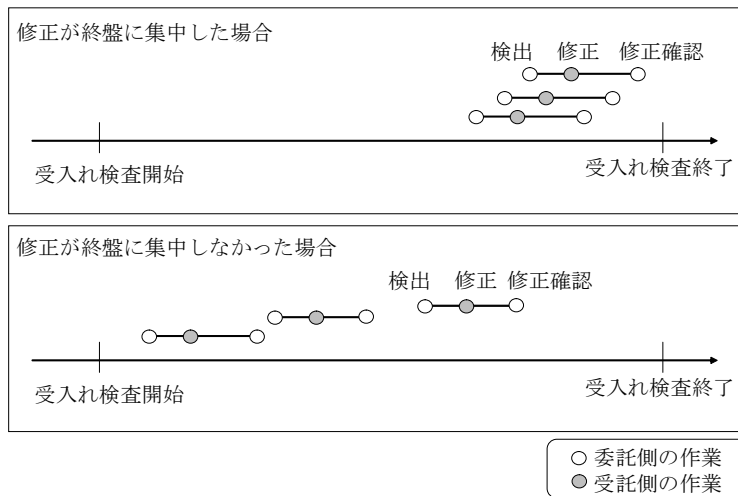 修正が終盤に集中した場合
検出 修正 修正確認
受入れ検査開始 受入れ検査終了
修正が終盤に集中しなかった場合
検出 修正 修正確認
受入れ検査開始 受入れ検査終了
委託側の作業
受託側の作業